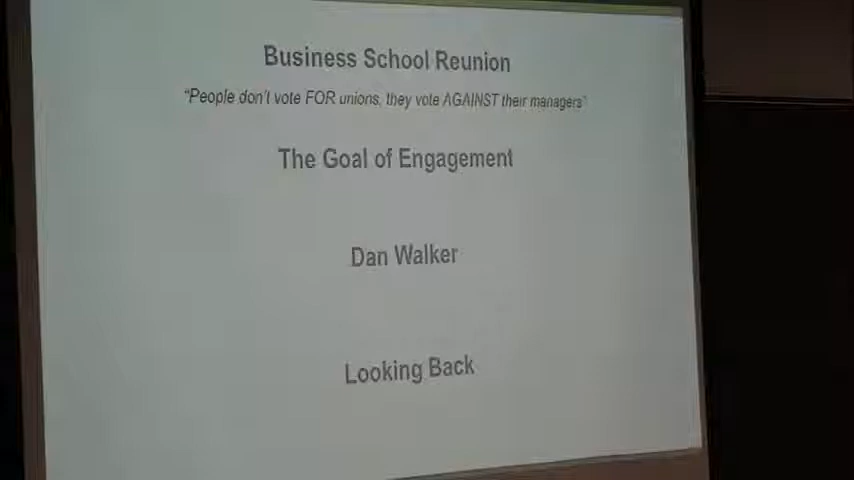 Business School Reunion
"People don't vote FOR unions, they vote AGAINST their managers"
The Goal of Engagement
Dan Walker
Looking Back